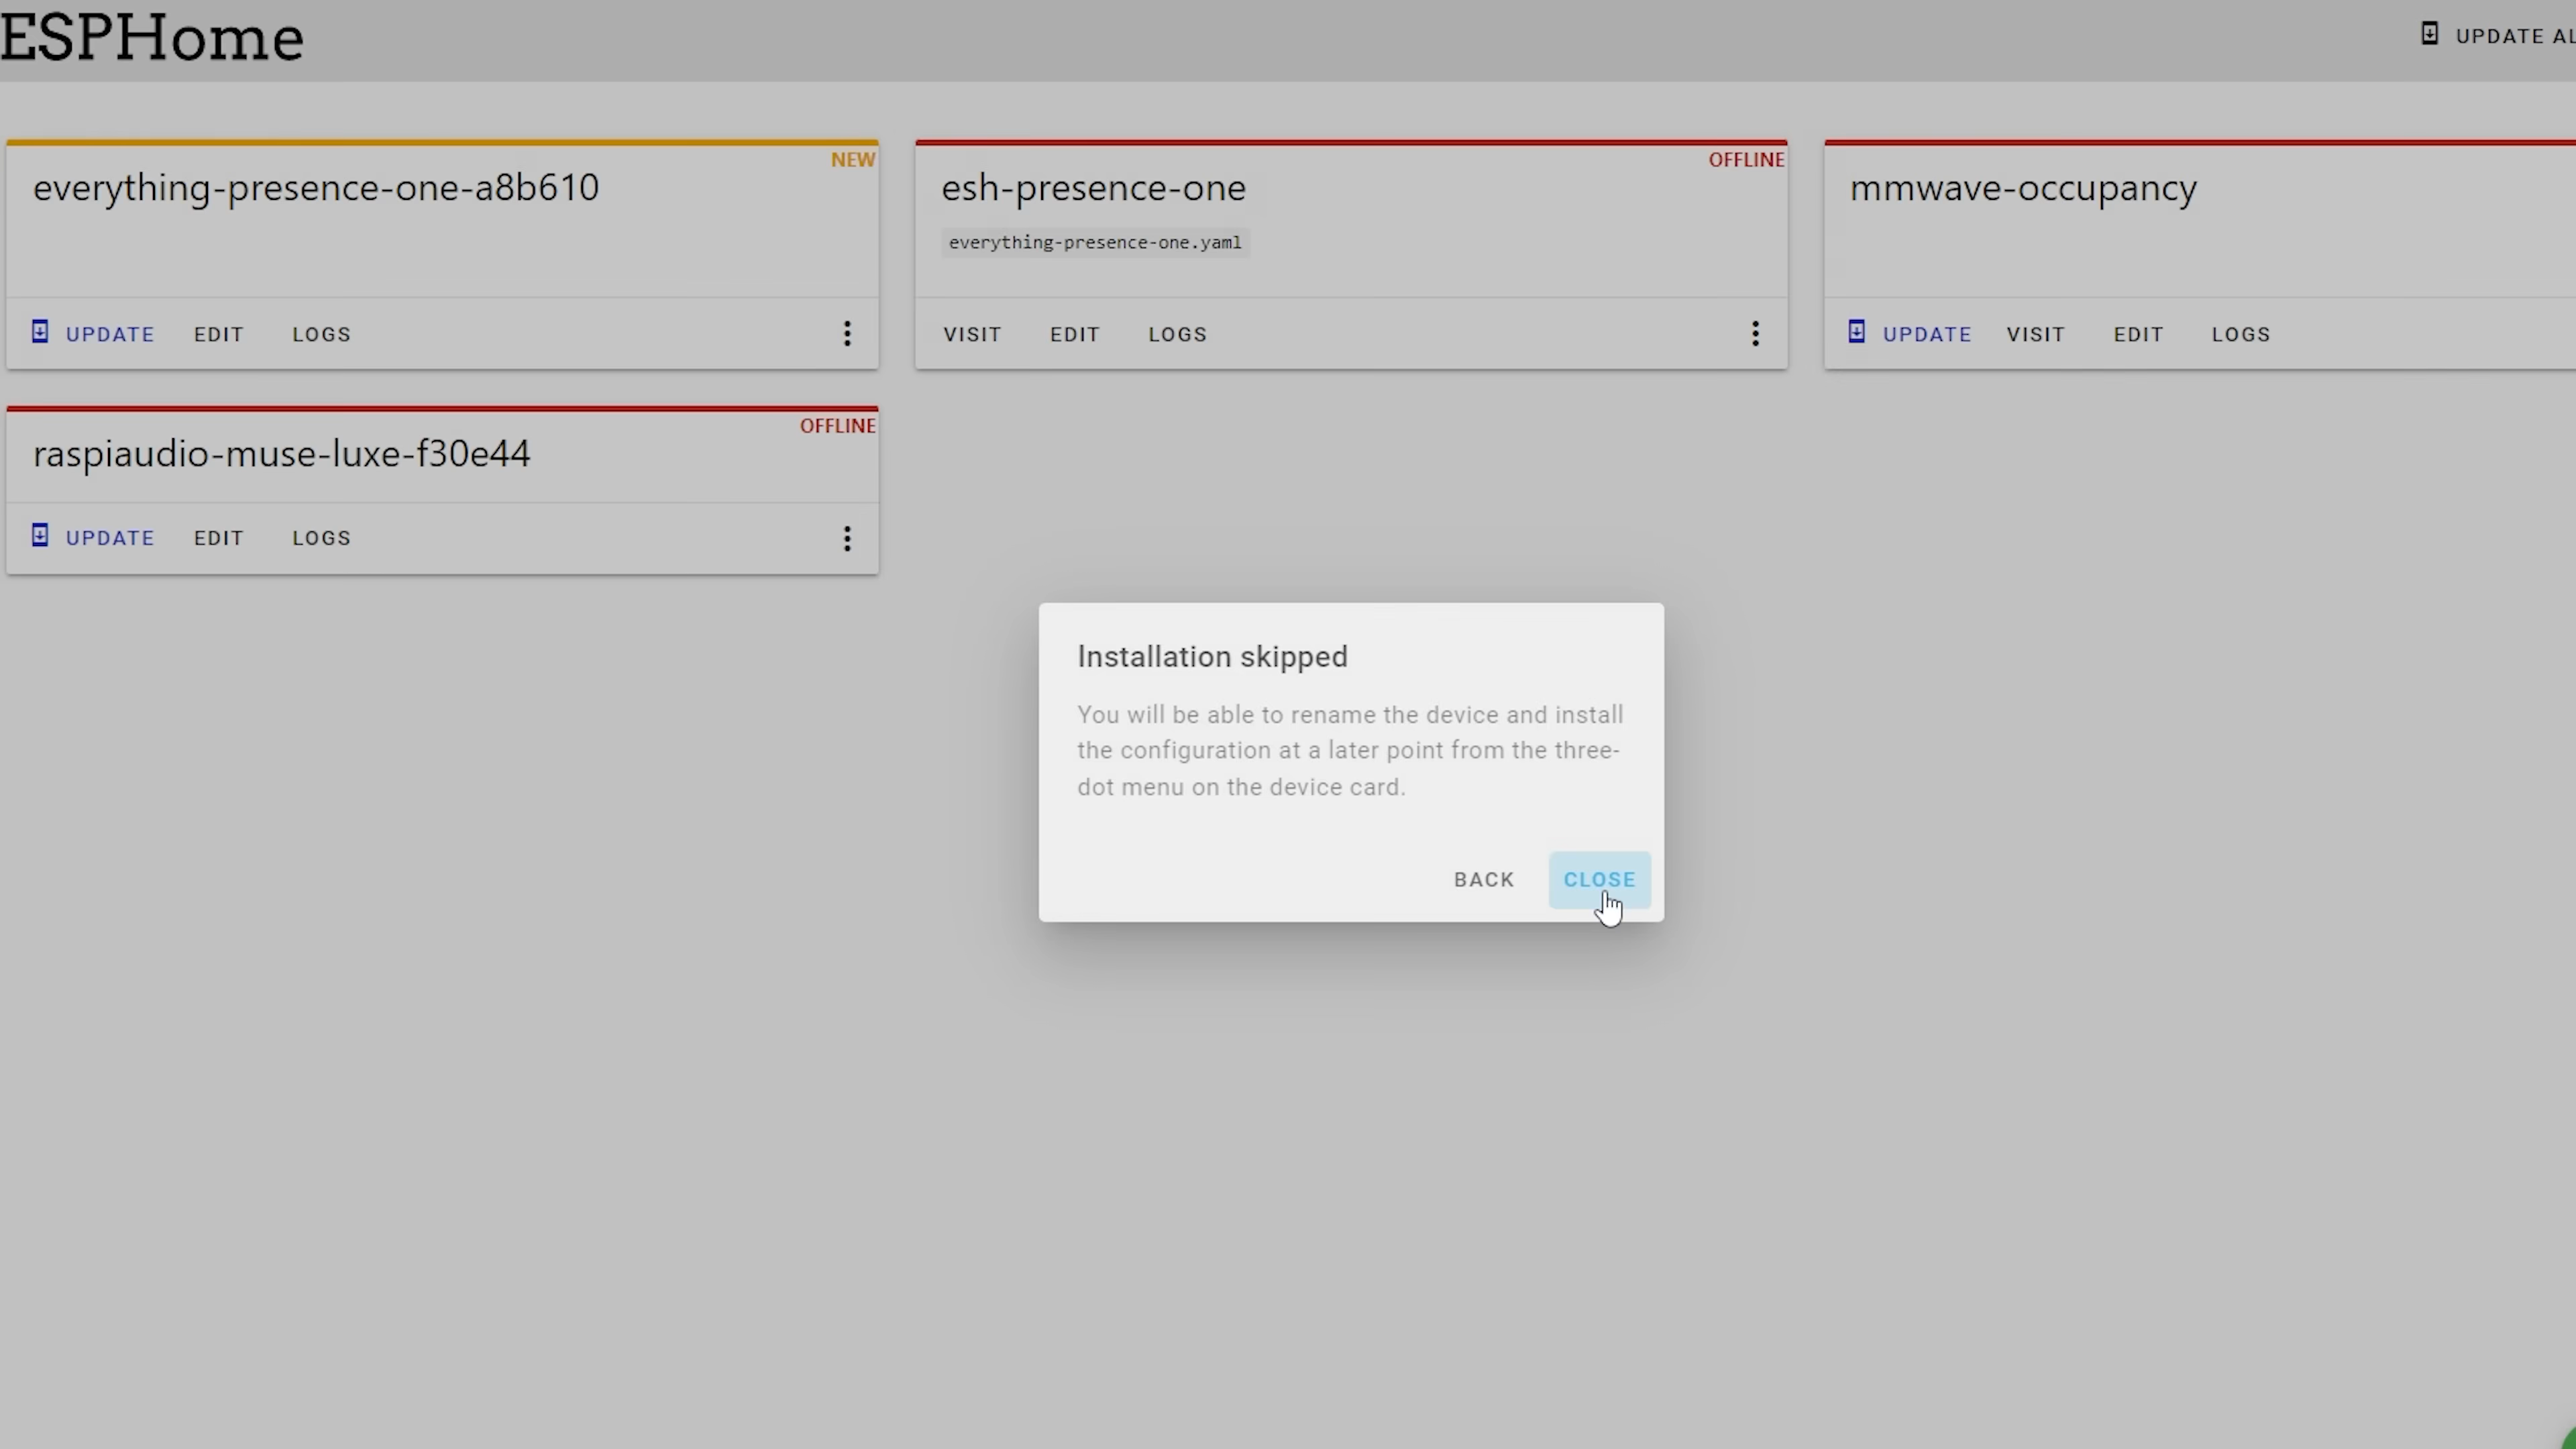 ESPHome
UPDATE AL
NEW
everything-presence-one-a8b610
UPDATE EDIT LOGS
OFFLINE
esh-presence-one
everything-presence-one.yaml
VISIT EDIT LOGS
mmwave-occupancy
UPDATE VISIT EDIT LOGS
OFFLINE
raspiaudio-muse-luxe-f30e44
UPDATE EDIT LOGS
Installation skipped
You will be able to rename the device and install
the configuration at a later point from the three-
dot menu on the device card.
BACK CLOSE